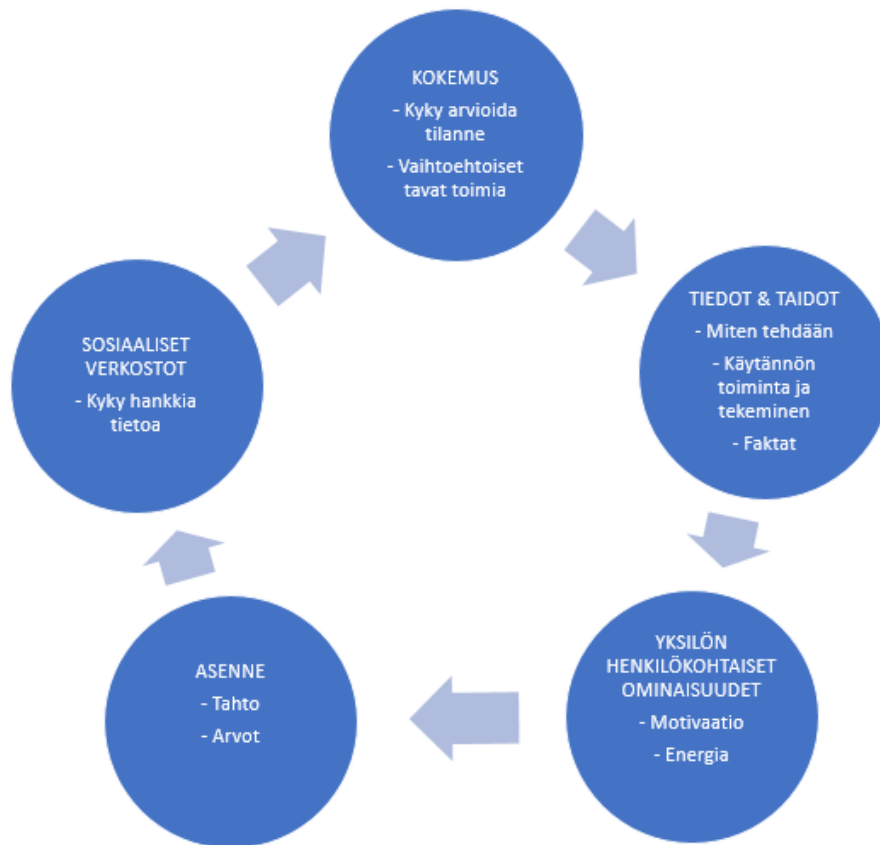 KOKEMUS
- Kyky arvioida
tilanne
- Vaihtoehtoiset
tavat toimia
TIEDOT & TAIDOT
- Miten tehdään
- Käytännön
toiminta ja
tekeminen
- Faktat
YKSILÖN
HENKILÖKOHTAISET
OMINAISUUDET
- Motivaatio
- Energia
ASENNE
- Tahto
- Arvot
SOSIAALISET
VERKOSTOT
- Kyky hankkia
tietoa